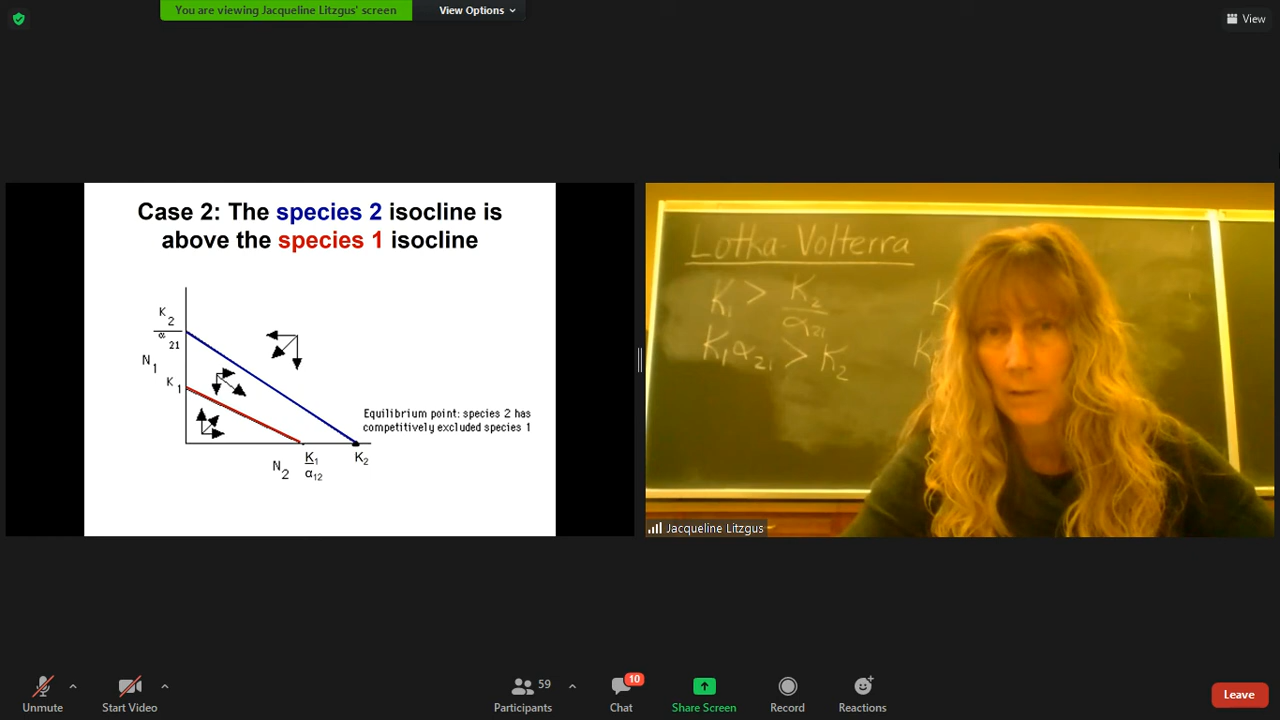 You are viewing Jacqueline Litzgus' screen
View Options
View
Case 2: The species 2 isocline is
above the species 1 isocline
K2
α21
N1
K1
Equilibrium point: species 2 has
competitively excluded species 1
N2
K1
α12
K2
Lotka-Volterra
K1 > K2
α21
K1α21 > K2
Jacqueline Litzgus
Unmute
Start Video
59
Participants
10
Chat
Share Screen
Record
Reactions
Leave